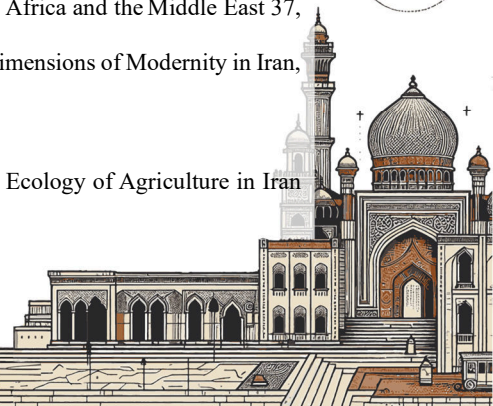 Africa and the Middle East 37,
imensions of Modernity in Iran,
Ecology of Agriculture in Iran